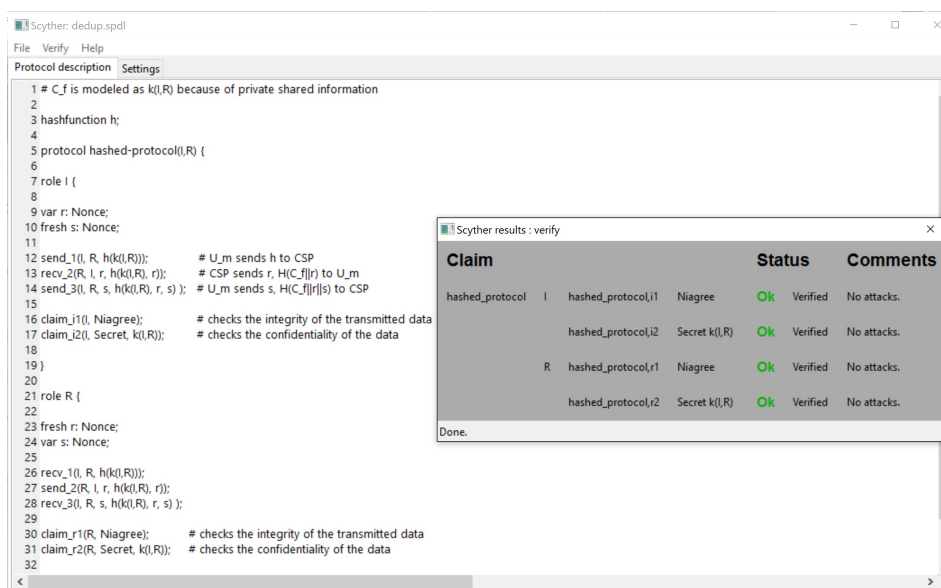 Scyther: dedup.spdl
File Verify Help
Protocol description Settings
1 # C_f is modeled as k(I,R) because of private shared information
2
3 hashfunction h;
4
5 protocol hashed-protocol(I,R) {
6
7 role I {
8
9 var r: Nonce;
10 fresh s: Nonce;
11
12 send_1(I, R, h(k(I,R))); # U_m sends h to CSP
13 recv_2(R, I, r, h(k(I,R), r)); # CSP sends r, H(C_f||r) to U_m
14 send_3(I, R, s, h(k(I,R), r, s) ); # U_m sends s, H(C_f||r||s) to CSP
15
16 claim_i1(I, Niagree); # checks the integrity of the transmitted data
17 claim_i2(I, Secret, k(I,R)); # checks the confidentiality of the data
18
19 }
20
21 role R {
22
23 fresh r: Nonce;
24 var s: Nonce;
25
26 recv_1(I, R, h(k(I,R)));
27 send_2(R, I, r, h(k(I,R), r));
28 recv_3(I, R, s, h(k(I,R), r, s) );
29
30 claim_r1(R, Niagree); # checks the integrity of the transmitted data
31 claim_r2(R, Secret, k(I,R)); # checks the confidentiality of the data
32
Scyther results : verify
Claim Status Comments
hashed_protocol I hashed_protocol,i1 Niagree Ok Verified No attacks.
hashed_protocol,i2 Secret k(I,R) Ok Verified No attacks.
R hashed_protocol,r1 Niagree Ok Verified No attacks.
hashed_protocol,r2 Secret k(I,R) Ok Verified No attacks.
Done.